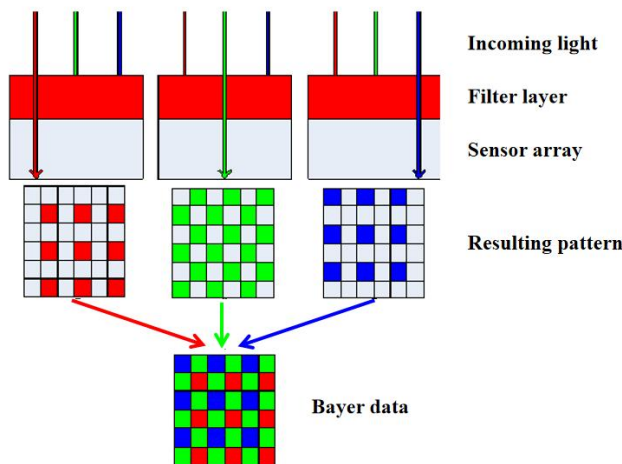 Incoming light
Filter layer
Sensor array
Resulting pattern
Bayer data